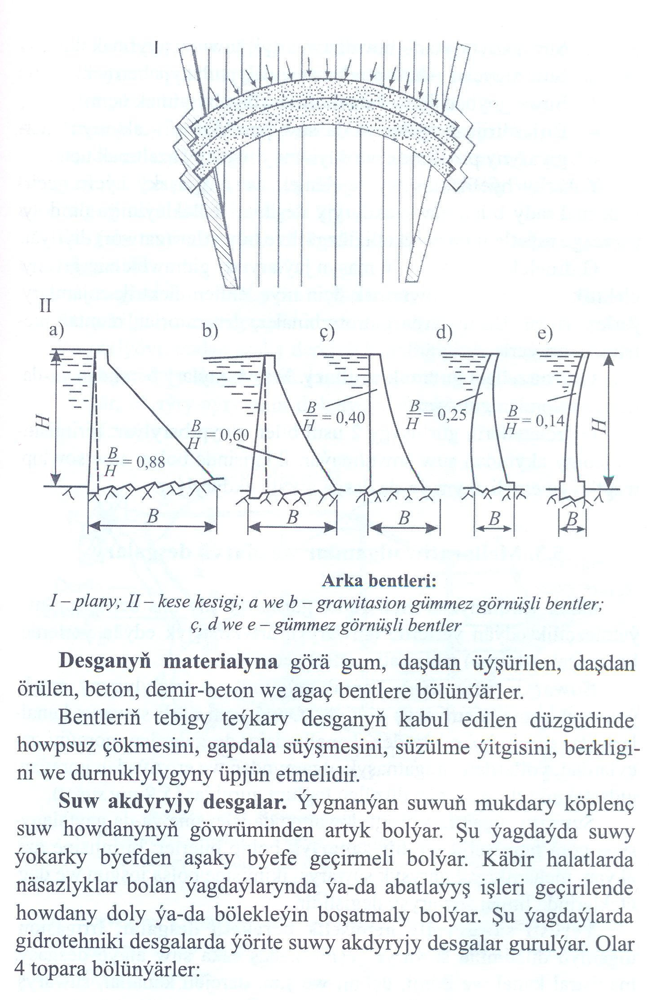 I
II
a) b) ç) d) e)
H
B/H = 0,88
B/H = 0,60
B/H = 0,40
B/H = 0,25
B/H = 0,14
H
B B B B B
Arka bentleri:
I – plany; II – kese kesigi; a we b – grawitasion gümmez görnüşli bentler;
ç, d we e – gümmez görnüşli bentler
Desganyň materialyna görä gum, daşdan üýşürilen, daşdan
örülen, beton, demir-beton we agaç bentlere bölünýärler.
Bentleriň tebigy teýkary desganyň kabul edilen düzgüdinde
howpsuz çökmesini, gapdala süýşmesini, süzülme ýitgisini, berkligi-
ni we durnuklylygyny üpjün etmelidir.
Suw akdyryjy desgalar. Ýygnanýan suwuň mukdary köplenç
suw howdanynyň göwrüminden artyk bolýar. Şu ýagdaýda suwy
ýokarky býefden aşaky býefe geçirmeli bolýar. Käbir halatlarda
näsazlyklar bolan ýagdaýlarynda ýa-da abatlaýyş işleri geçirilende
howdany doly ýa-da bölekleýin boşatmaly bolýar. Şu ýagdaýlarda
gidrotehniki desgalarda ýörite suwy akdyryjy desgalar gurulýar. Olar
4 topara bölünýärler: